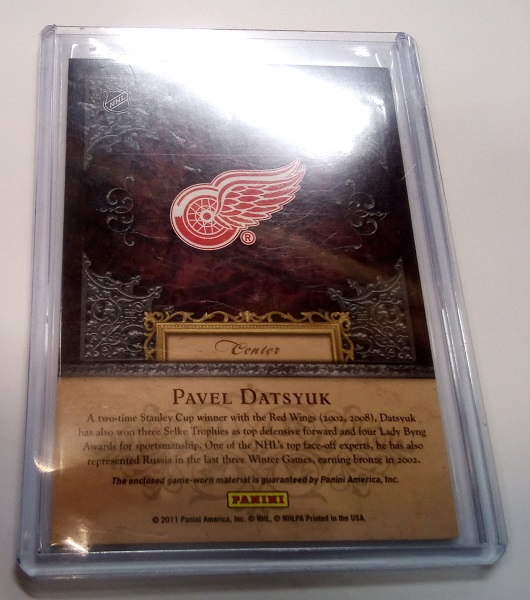 NHL
®
Center
PAVEL DATSYUK
A two-time Stanley Cup winner with the Red Wings (2002, 2008), Datsyuk
has also won three Selke Trophies as top defensive forward and four Lady Byng
Awards for sportsmanship. One of the NHL's top face-off experts, he has also
represented Russia in the last three Winter Games, earning bronze in 2002.
The enclosed game-worn material is guaranteed by Panini America, Inc.
PANINI
© 2011 Panini America, Inc. © NHL, © NHLPA Printed in the USA.